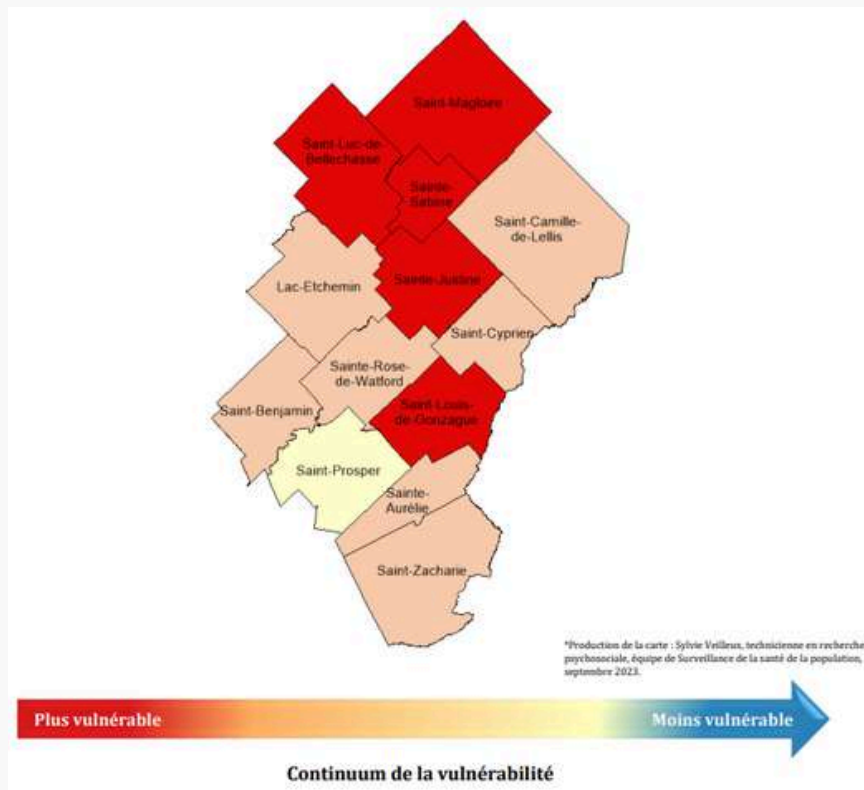 Saint-Magloire
Saint-Luc-de-
Bellechasse
Sainte-
Sabine
Saint-Camille-
de-Lellis
Sainte-Justine
Lac-Etchemin
Saint-Cyprien
Sainte-Rose-
de-Watford
Saint-Benjamin
Saint-Louis-
de-Gonzague
Saint-Prosper
Sainte-
Aurélie
Saint-Zacharie
*Production de la carte : Sylvie Veilleux, technicienne en recherche
psychosociale, équipe de Surveillance de la santé de la population,
septembre 2023.
Plus vulnérable
Moins vulnérable
Continuum de la vulnérabilité